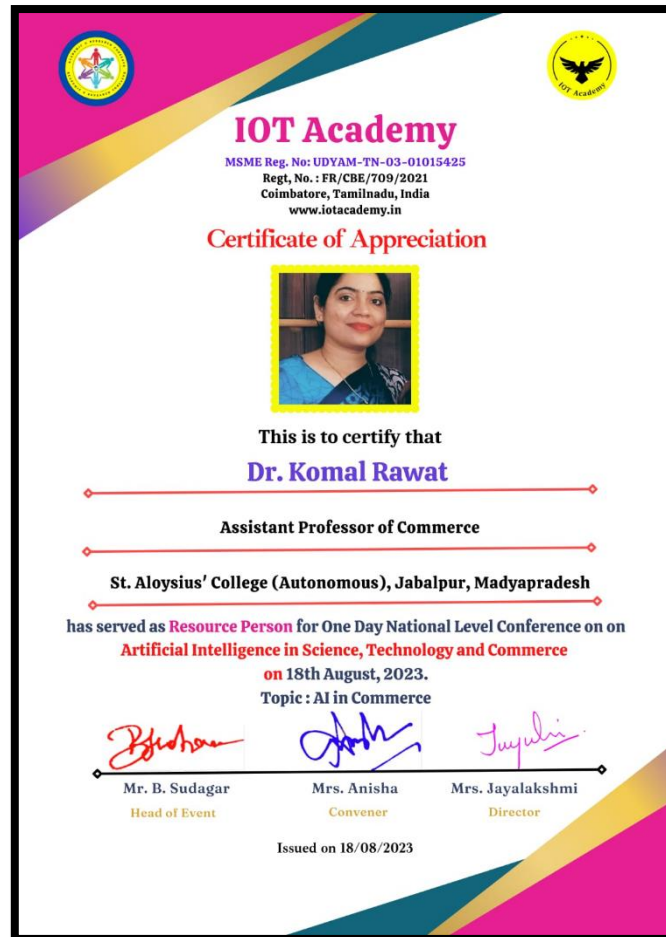 IOT Academy
IOT Academy
MSME Reg. No: UDYAM-TN-03-01015425
Regt, No. : FR/CBE/709/2021
Coimbatore, Tamilnadu, India
www.iotacademy.in
Certificate of Appreciation
This is to certify that
Dr. Komal Rawat
Assistant Professor of Commerce
St. Aloysius' College (Autonomous), Jabalpur, Madyapradesh
has served as Resource Person for One Day National Level Conference on on
Artificial Intelligence in Science, Technology and Commerce
on 18th August, 2023.
Topic : AI in Commerce
Mr. B. Sudagar Mrs. Anisha Mrs. Jayalakshmi
Head of Event Convener Director
Issued on 18/08/2023